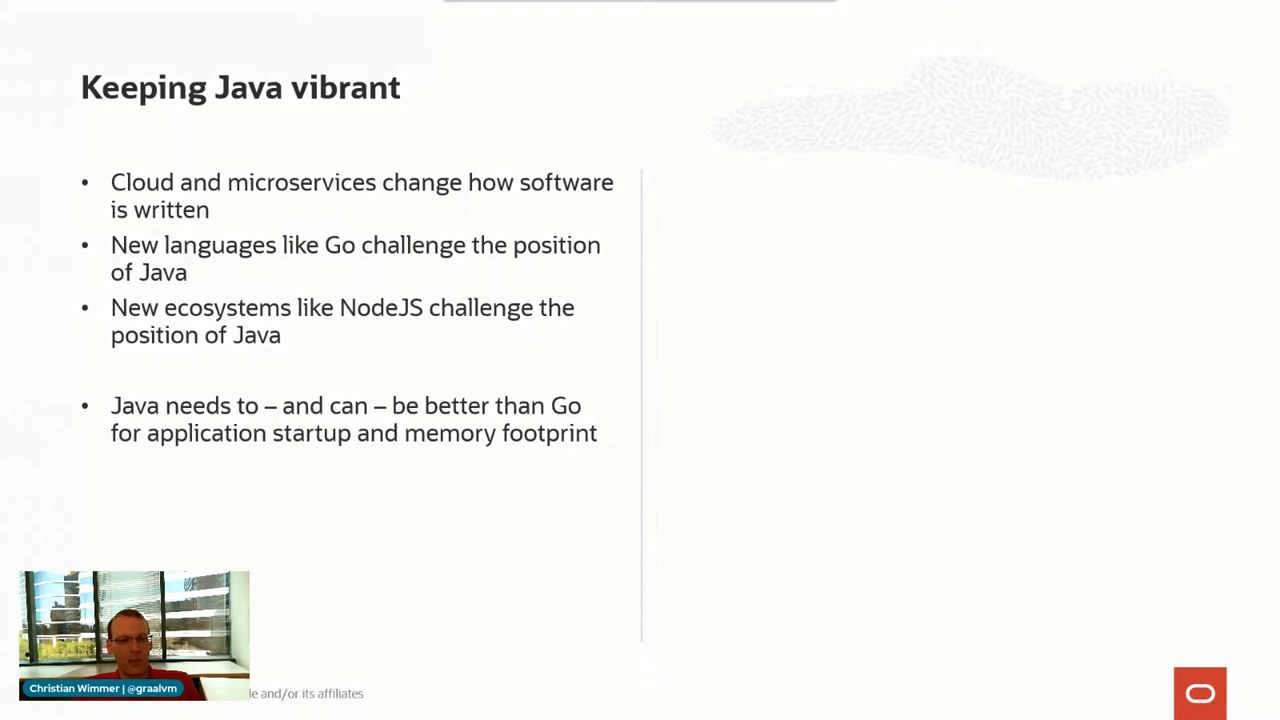 Keeping Java vibrant
• Cloud and microservices change how software
is written
• New languages like Go challenge the position
of Java
• New ecosystems like NodeJS challenge the
position of Java
• Java needs to – and can – be better than Go
for application startup and memory footprint
Christian Wimmer | @graalvm
and/or its affiliates